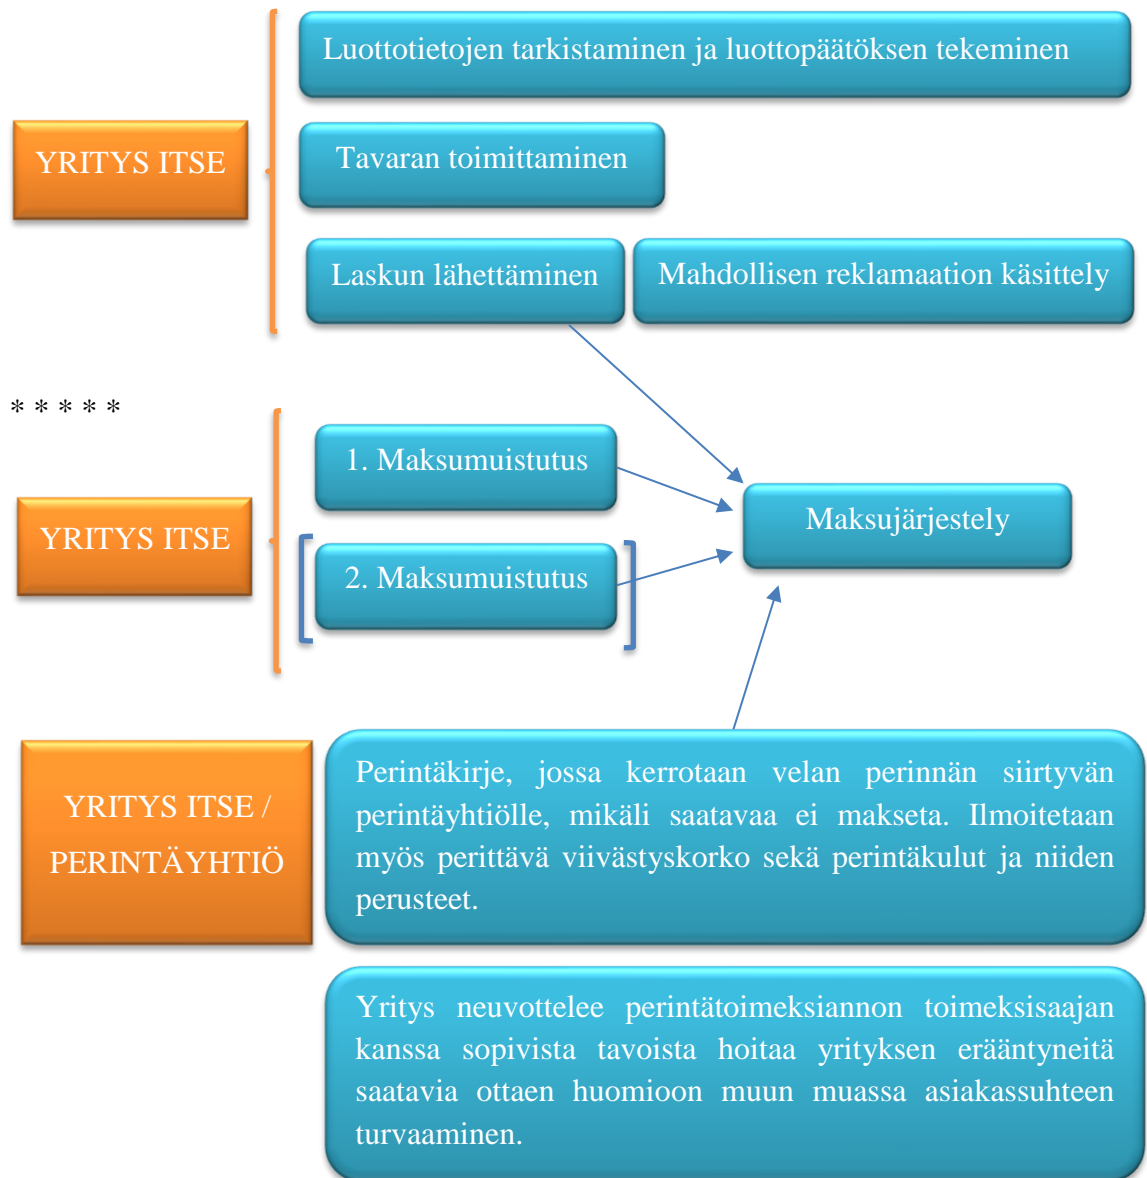 Luottotietojen tarkistaminen ja luottopäätöksen tekeminen
YRITYS ITSE
Tavaran toimittaminen
Laskun lähettäminen
Mahdollisen reklamaation käsittely
* * * * *
YRITYS ITSE
1. Maksumuistutus
2. Maksumuistutus
Maksujärjestely
YRITYS ITSE /
PERINTÄYHTIÖ
Perintäkirje, jossa kerrotaan velan perinnän siirtyvän
perintäyhtiölle, mikäli saatavaa ei makseta. Ilmoitetaan
myös perittävä viivästyskorko sekä perintäkulut ja niiden
perusteet.
Yritys neuvottelee perintätoimeksiannon toimeksisaajan
kanssa sopivista tavoista hoitaa yrityksen erääntyneitä
saatavia ottaen huomioon muun muassa asiakassuhteen
turvaaminen.